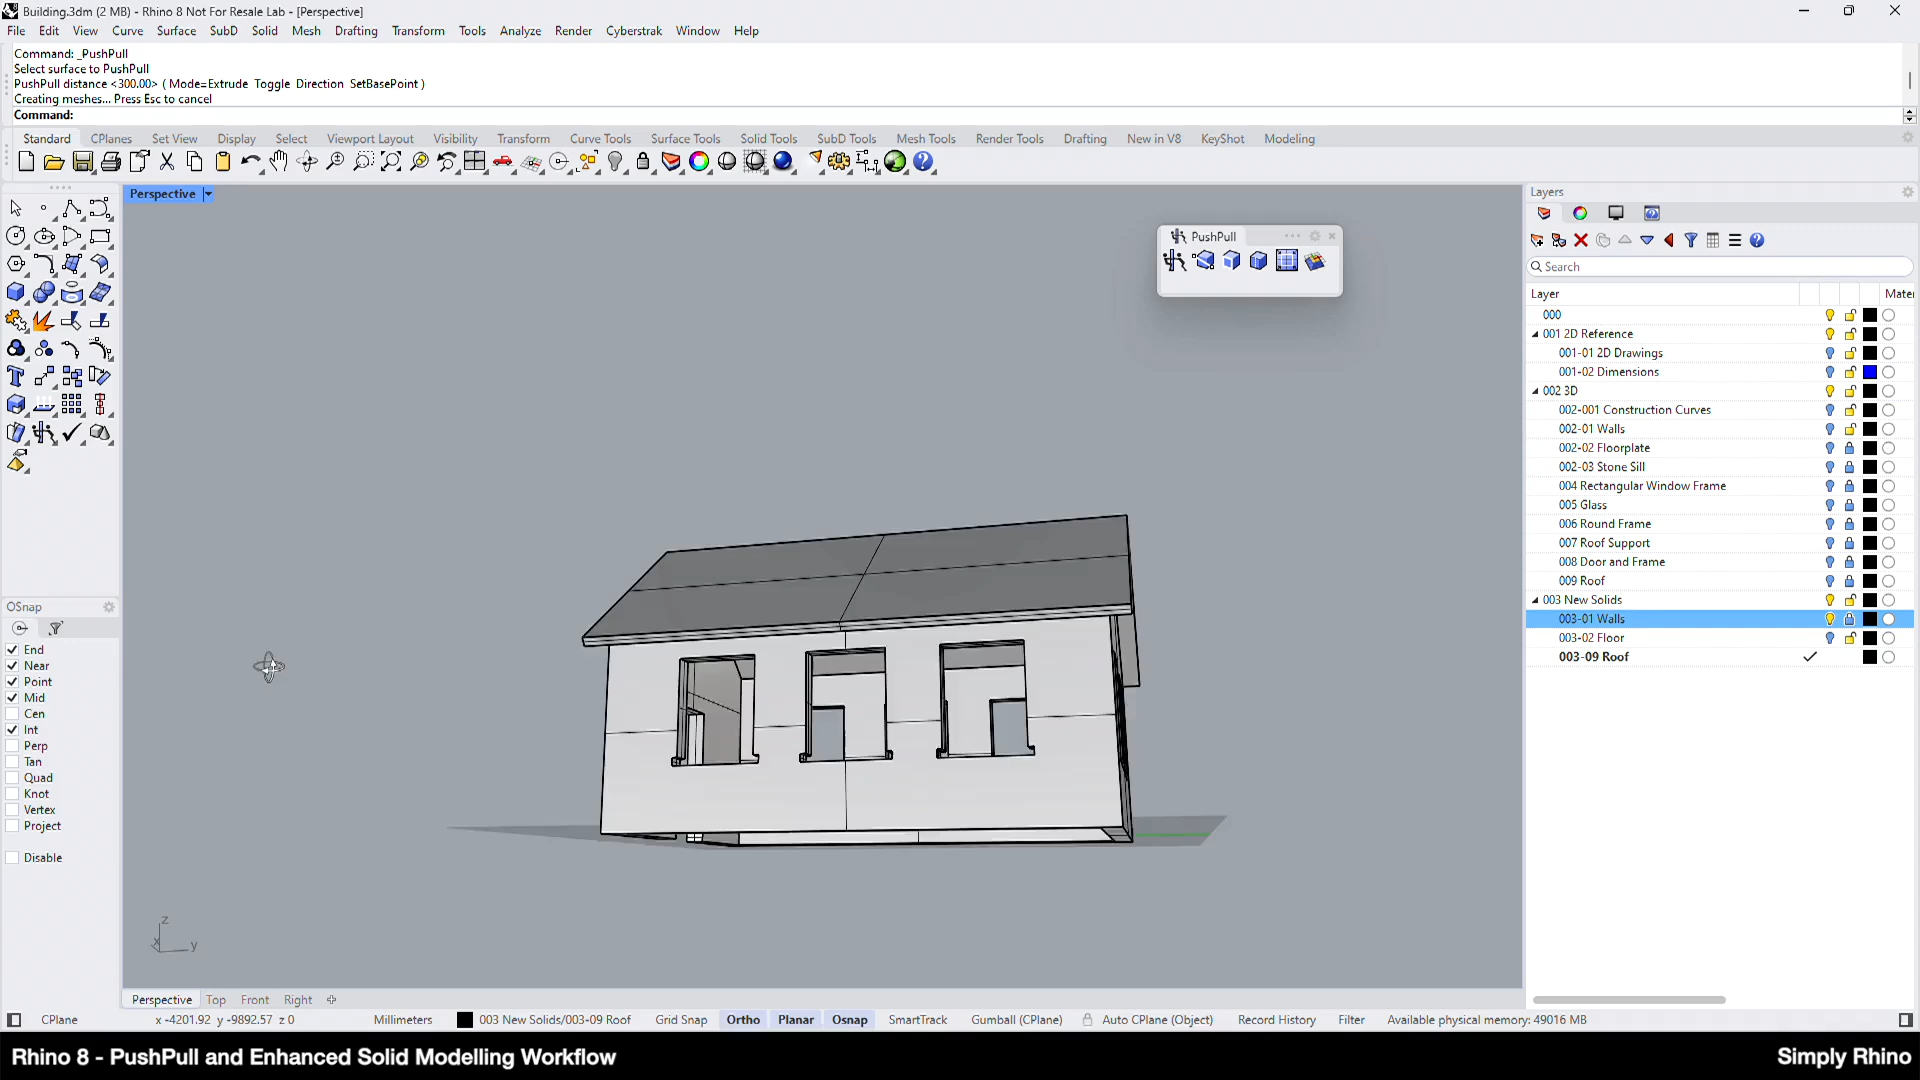 Building.3dm (2 MB) - Rhino 8 Not For Resale Lab - [Perspective]
File Edit View Curve Surface SubD Solid Mesh Drafting Transform Tools Analyze Render Cyberstrak Window Help
Command: _PushPull
Select surface to PushPull
PushPull distance <300.00> ( Mode=Extrude Toggle Direction SetBasePoint )
Creating meshes... Press Esc to cancel
Command:
Standard CPlanes Set View Display Select Viewport Layout Visibility Transform Curve Tools Surface Tools Solid Tools SubD Tools Mesh Tools Render Tools Drafting New in V8 KeyShot Modeling
Perspective
PushPull
Layers
Search
Layer Mater
000
001 2D Reference
001-01 2D Drawings
001-02 Dimensions
002 3D
002-001 Construction Curves
002-01 Walls
002-02 Floorplate
002-03 Stone Sill
004 Rectangular Window Frame
005 Glass
006 Round Frame
007 Roof Support
008 Door and Frame
009 Roof
003 New Solids
003-01 Walls
003-02 Floor
003-09 Roof
OSnap
End
Near
Point
Mid
Cen
Int
Perp
Tan
Quad
Knot
Vertex
Project
Disable
z
x y
Perspective Top Front Right
CPlane x -4201.92 y -9892.57 z 0 Millimeters 003 New Solids/003-09 Roof Grid Snap Ortho Planar Osnap SmartTrack Gumball (CPlane) Auto CPlane (Object) Record History Filter Available physical memory: 49016 MB
Rhino 8 - PushPull and Enhanced Solid Modelling Workflow
Simply Rhino